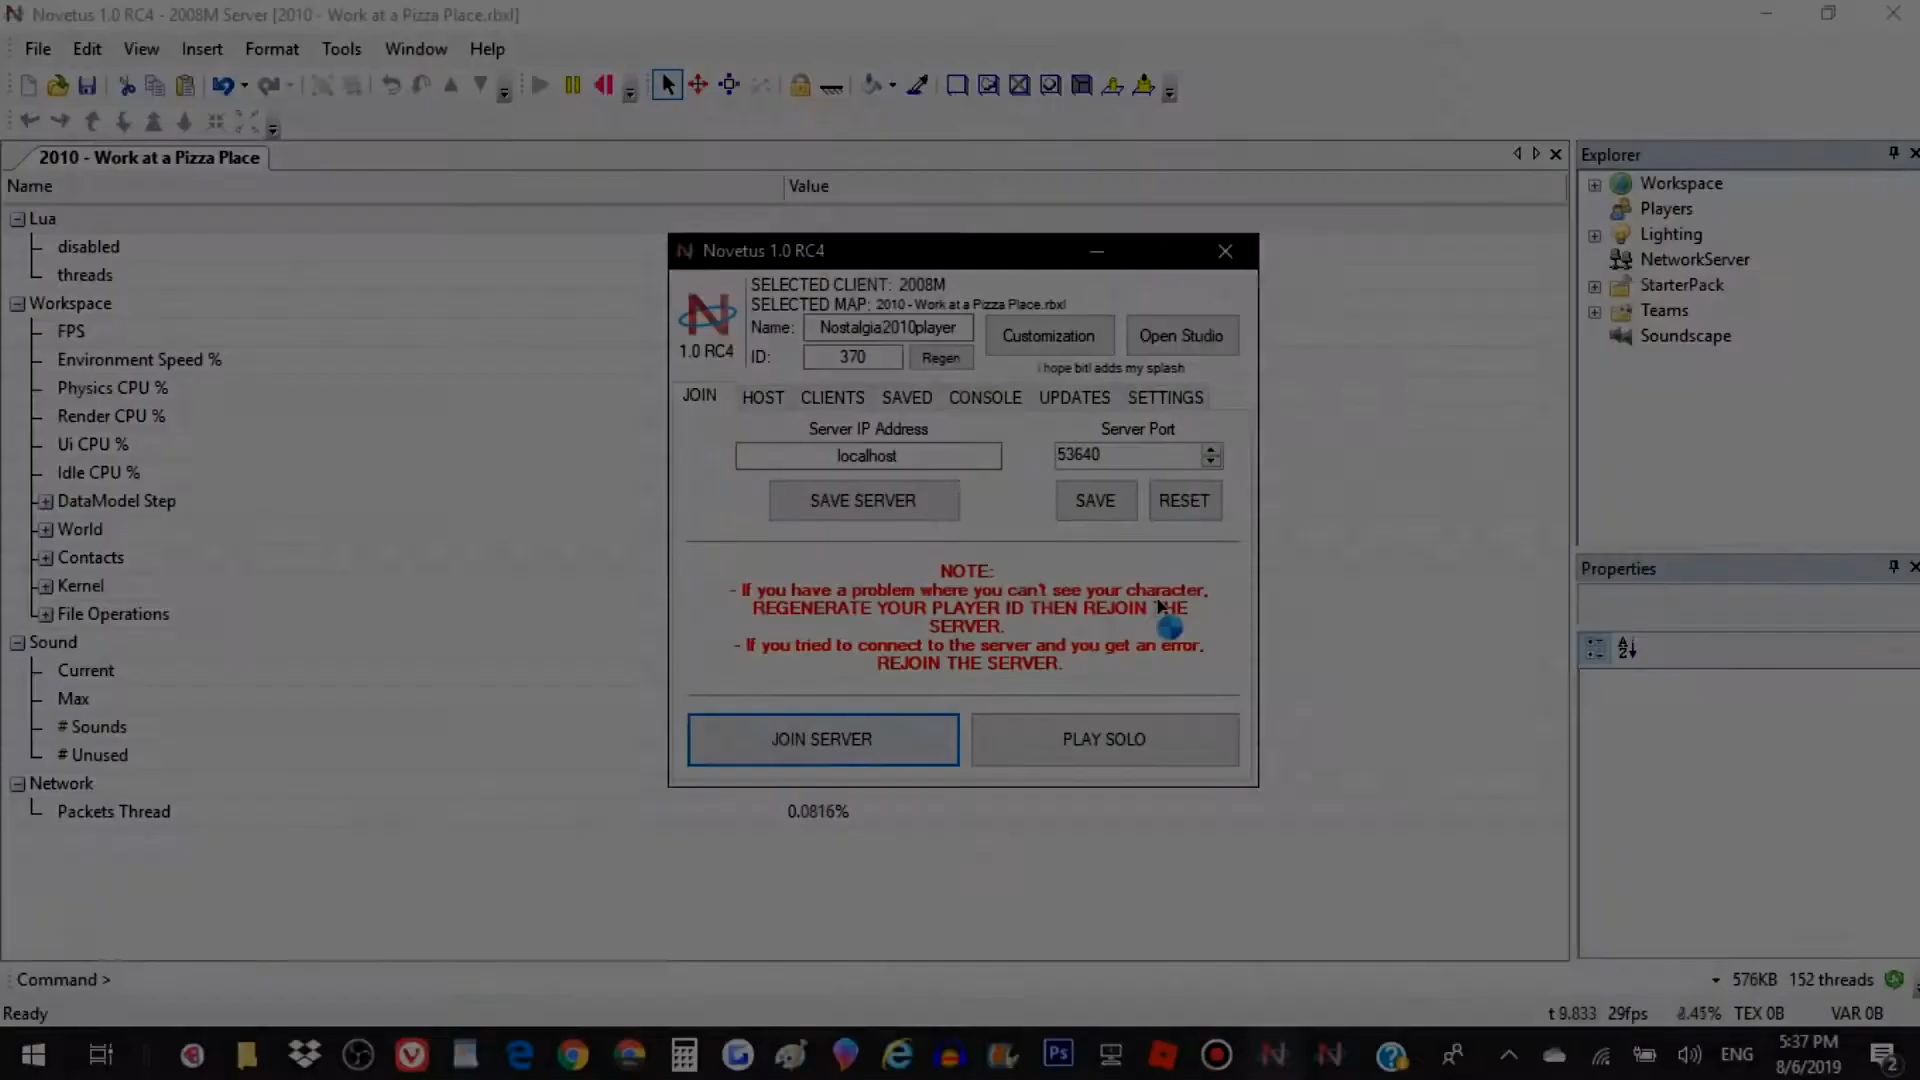 Novetus 1.0 RC4 - 2008M Server [2010 - Work at a Pizza Place.rbxl]
File Edit View Insert Format Tools Window Help
2010 - Work at a Pizza Place
Name Value
Lua
disabled
threads
Workspace
FPS
Environment Speed %
Physics CPU %
Render CPU %
Ui CPU %
Idle CPU %
DataModel Step
World
Contacts
Kernel
File Operations
Sound
Current
Max
# Sounds
# Unused
Network
Packets Thread 0.0816%
Novetus 1.0 RC4
SELECTED CLIENT: 2008M
SELECTED MAP: 2010 - Work at a Pizza Place.rbxl
Name: Nostalgia2010player
Customization
Open Studio
1.0 RC4
ID: 370 Regen
i hope bitl adds my splash
JOIN HOST CLIENTS SAVED CONSOLE UPDATES SETTINGS
Server IP Address Server Port
localhost 53640
SAVE SERVER SAVE RESET
NOTE:
- If you have a problem where you can't see your character,
REGENERATE YOUR PLAYER ID THEN REJOIN THE
SERVER.
- If you tried to connect to the server and you get an error,
REJOIN THE SERVER.
JOIN SERVER PLAY SOLO
Explorer
Workspace
Players
Lighting
NetworkServer
StarterPack
Teams
Soundscape
Properties
Command >
576KB 152 threads
Ready
t 9.833 29fps TEX 0B VAR 0B
Ps
ENG
5:37 PM
8/6/2019
2